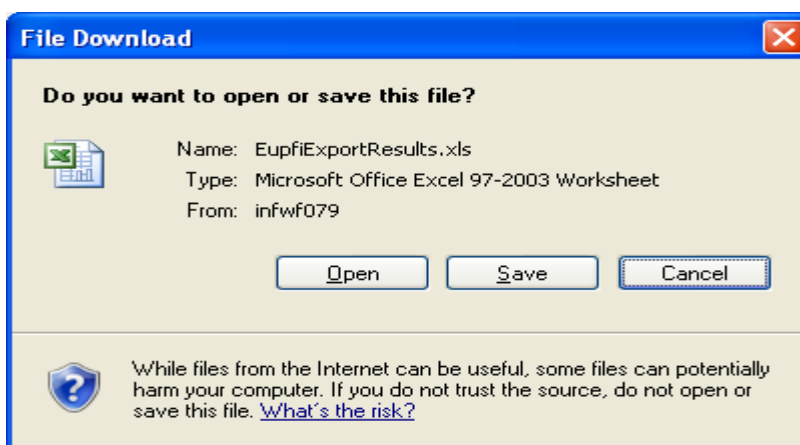 File Download
Do you want to open or save this file?
Name: EupfiExportResults.xls
Type: Microsoft Office Excel 97-2003 Worksheet
From: infwf079
Open Save Cancel
While files from the Internet can be useful, some files can potentially
harm your computer. If you do not trust the source, do not open or
save this file. What's the risk?